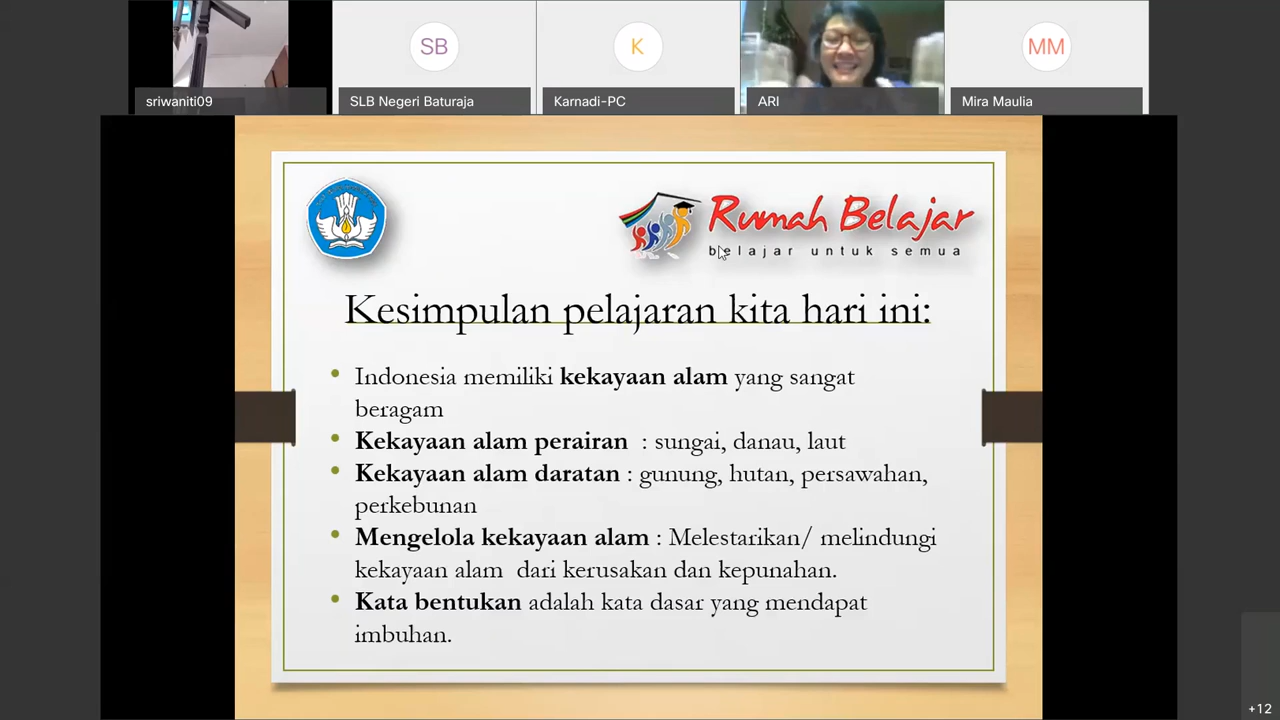 SB
K
MM
sriwaniti09
SLB Negeri Baturaja
Karnadi-PC
ARI
Mira Maulia
Rumah Belajar
belajar untuk semua
Kesimpulan pelajaran kita hari ini:
• Indonesia memiliki kekayaan alam yang sangat
beragam
• Kekayaan alam perairan : sungai, danau, laut
• Kekayaan alam daratan : gunung, hutan, persawahan,
perkebunan
• Mengelola kekayaan alam : Melestarikan/ melindungi
kekayaan alam dari kerusakan dan kepunahan.
• Kata bentukan adalah kata dasar yang mendapat
imbuhan.
+12